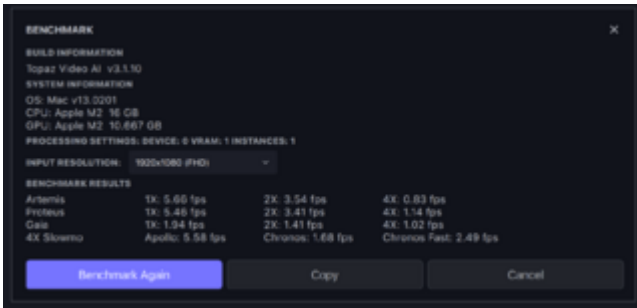 BENCHMARK
BUILD INFORMATION
Topaz Video AI v3.1.10
SYSTEM INFORMATION
OS: Mac v13.0201
CPU: Apple M2 16 GB
GPU: Apple M2 10.667 GB
PROCESSING SETTINGS: DEVICE: 0 VRAM: 1 INSTANCES: 1
INPUT RESOLUTION: 1920x1080 (FHD)
BENCHMARK RESULTS
Artemis 1X: 5.66 fps 2X: 3.54 fps 4X: 0.83 fps
Proteus 1X: 5.46 fps 2X: 3.41 fps 4X: 1.14 fps
Gaia 1X: 1.94 fps 2X: 1.41 fps 4X: 1.02 fps
4X Slowmo Apollo: 5.58 fps Chronos: 1.68 fps Chronos Fast: 2.49 fps
Benchmark Again Copy Cancel